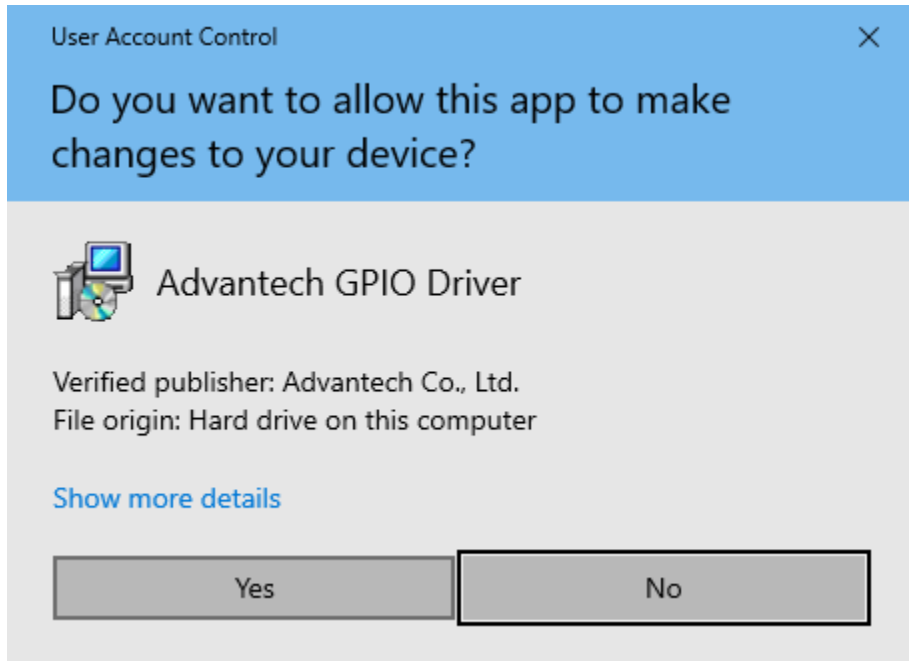 User Account Control
Do you want to allow this app to make
changes to your device?
Advantech GPIO Driver
Verified publisher: Advantech Co., Ltd.
File origin: Hard drive on this computer
Show more details
Yes
No